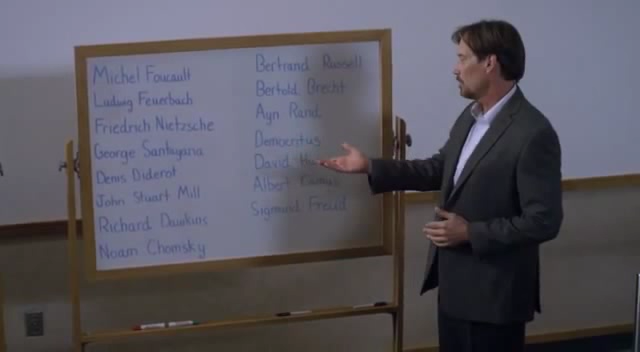 Michel Foucault
Ludwig Feuerbach
Friedrich Nietzsche
George Santayana
Denis Diderot
John Stuart Mill
Richard Dawkins
Noam Chomsky
Bertrand Russell
Bertold Brecht
Ayn Rand
Democritus
David
Albert Camus
Sigmund Freud